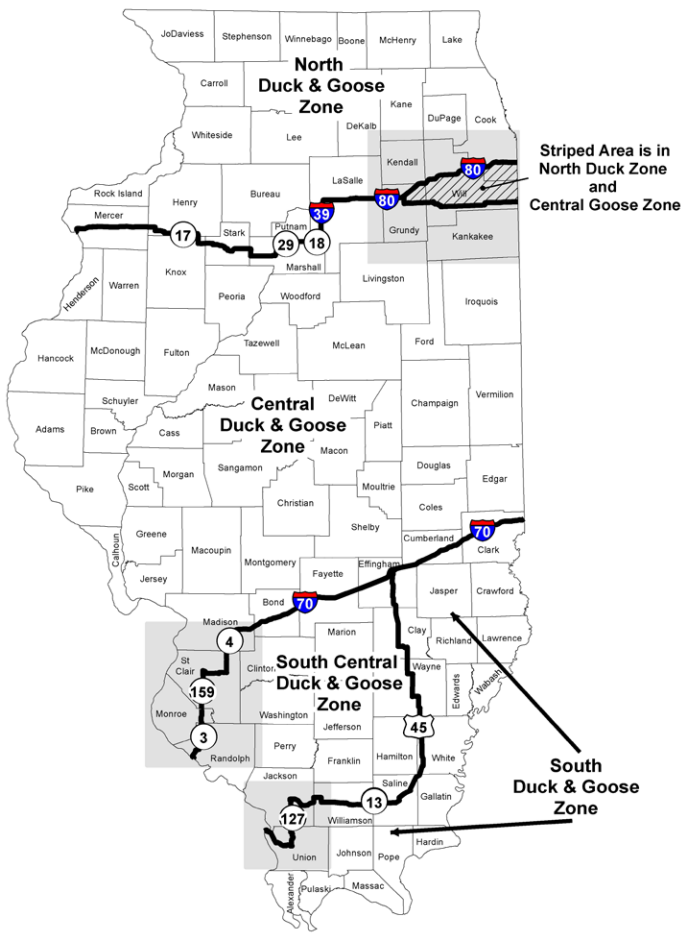 JoDaviess
Stephenson
Winnebago
Boone
McHenry
Lake
North
Duck & Goose
Zone
Carroll
Kane
DuPage
Cook
DeKalb
Whiteside
Lee
Kendall
80
Striped Area is in
North Duck Zone
and
Central Goose Zone
LaSalle
Will
Rock Island
Henry
Bureau
80
Mercer
39
Putnam
Stark
17
29
18
Grundy
Kankakee
Marshall
Knox
Livingston
Henderson
Warren
Peoria
Woodford
Iroquois
Hancock
McDonough
Fulton
Tazewell
McLean
Ford
Mason
DeWitt
Vermilion
Schuyler
Central
Duck & Goose
Zone
Champaign
Adams
Brown
Cass
Piatt
Macon
Sangamon
Douglas
Pike
Scott
Morgan
Moultrie
Edgar
Christian
Coles
Shelby
Greene
Macoupin
Cumberland
70
Clark
Calhoun
Montgomery
Effingham
Fayette
Jersey
Jasper
Crawford
Bond
70
Madison
4
Marion
Clay
Richland
Lawrence
St
Clair
Clinton
South Central
Duck & Goose
Zone
Wayne
Edwards
Wabash
159
Monroe
Washington
Jefferson
45
3
Randolph
Perry
Franklin
Hamilton
White
South
Duck & Goose
Zone
Jackson
Saline
Gallatin
13
127
Williamson
Hardin
Union
Johnson
Pope
Alexander
Pulaski
Massac